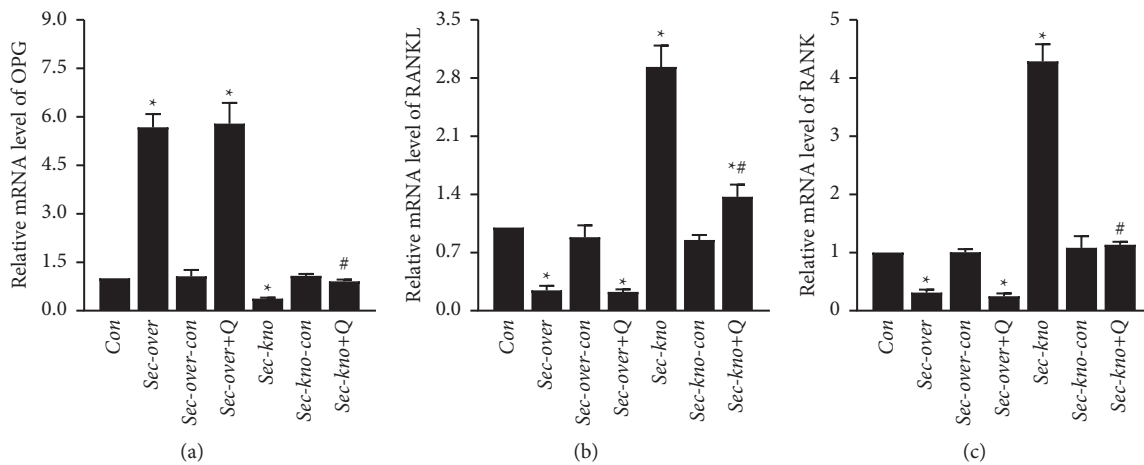 Relative mRNA level of OPG
9.0
7.5
6.0
4.5
3.0
1.5
0.0
*
*
*
#
Con
Sec-over
Sec-over-con
Sec-over+Q
Sec-kno
Sec-kno-con
Sec-kno+Q
(a)
Relative mRNA level of RANKL
3.5
2.8
2.1
1.4
0.7
0.0
*
*
*
*#
Con
Sec-over
Sec-over-con
Sec-over+Q
Sec-kno
Sec-kno-con
Sec-kno+Q
(b)
Relative mRNA level of RANK
5
4
3
2
1
0
*
*
*
#
Con
Sec-over
Sec-over-con
Sec-over+Q
Sec-kno
Sec-kno-con
Sec-kno+Q
(c)